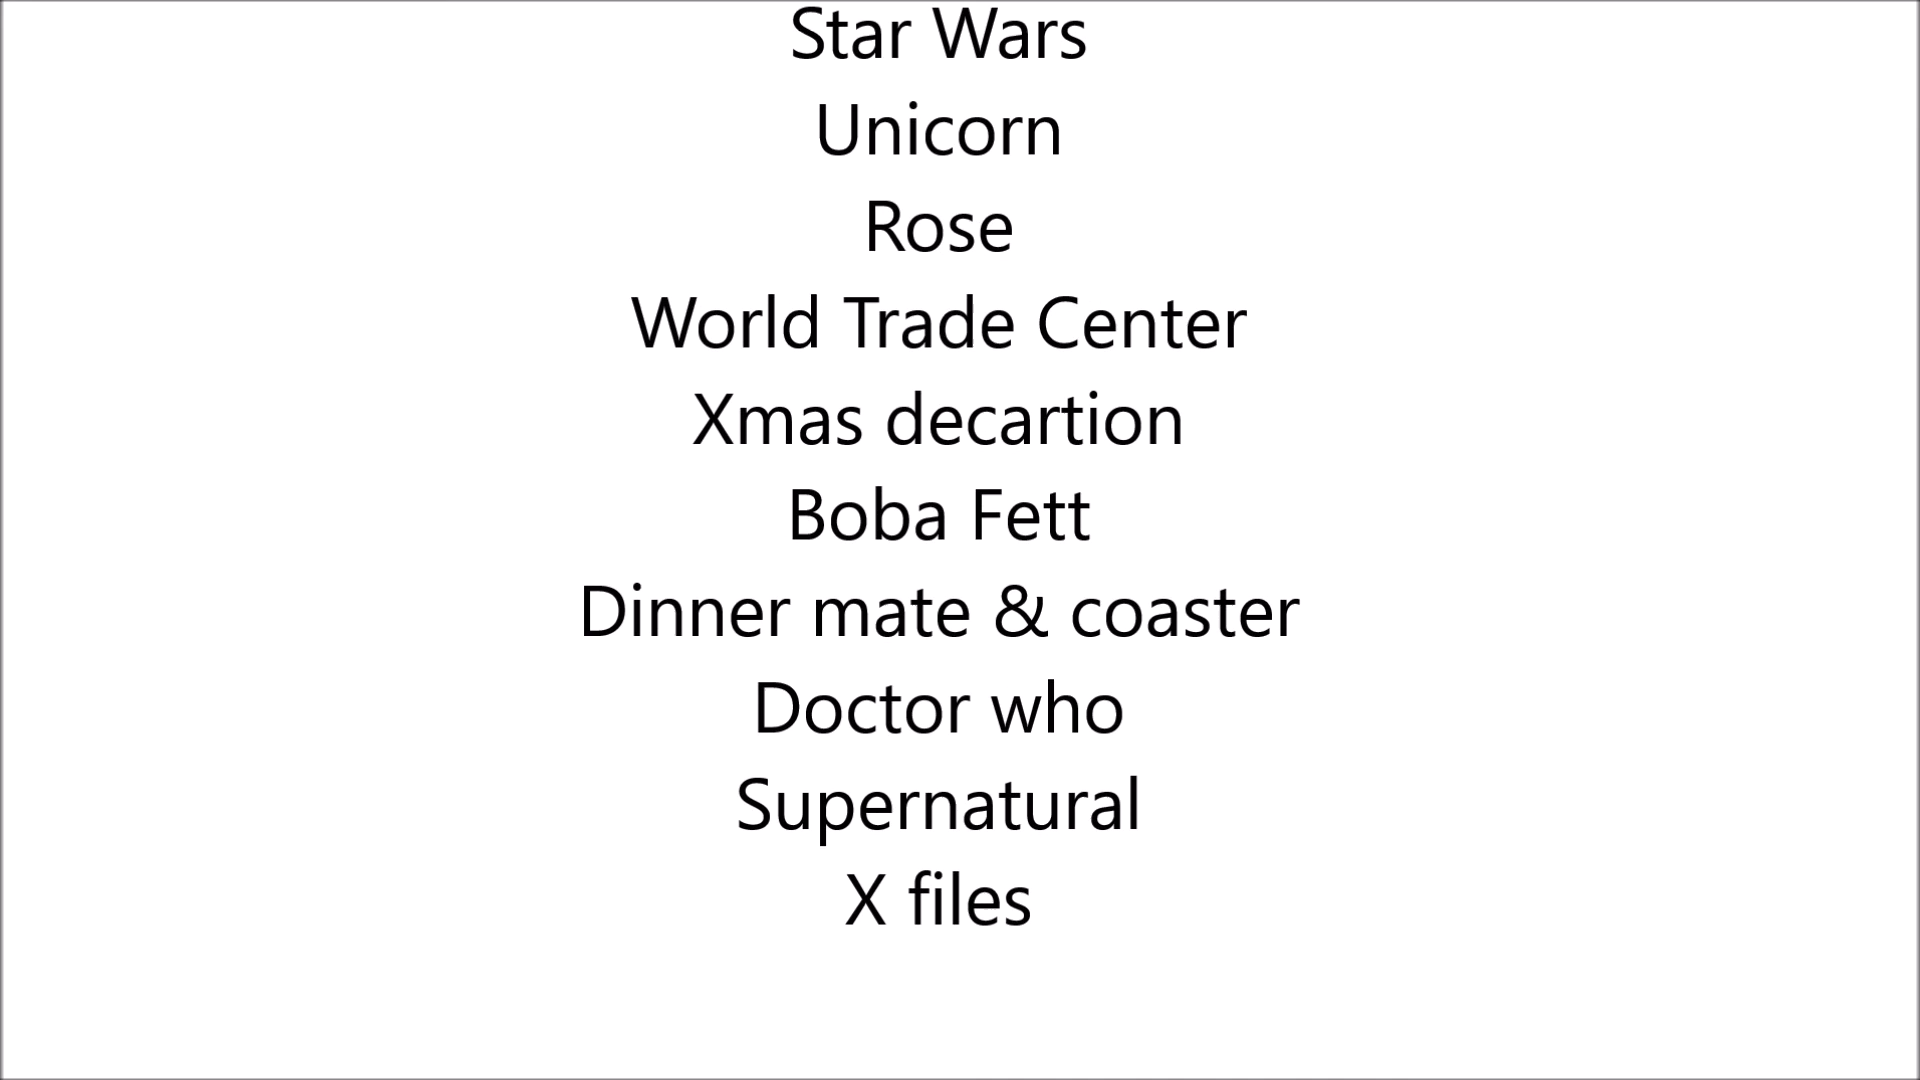 Star Wars
Unicorn
Rose
World Trade Center
Xmas decartion
Boba Fett
Dinner mate & coaster
Doctor who
Supernatural
X files